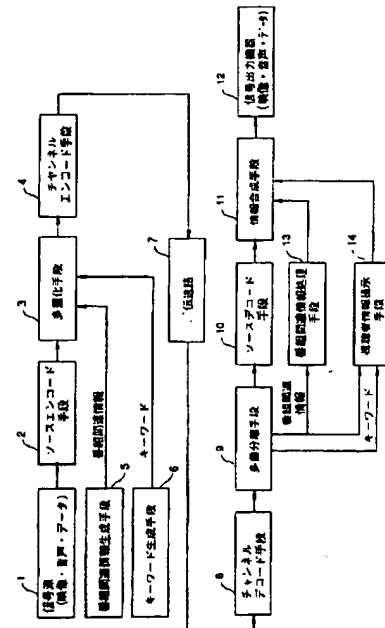 1
信号源
(映像・音声・データ)
2
ソースエンコード
手段
3
多重化手段
4
チャンネル
エンコード手段
番組関連情報
5
番組関連情報生成手段
キーワード
6
キーワード生成手段
7
伝送路
8
チャンネル
デコード手段
9
多重分離手段
10
ソースデコード
手段
11
情報合成手段
12
信号出力機器
(映像・音声・データ)
番組関連
情報
13
番組関連情報処理
手段
キーワード
14
視聴者情報提示
手段